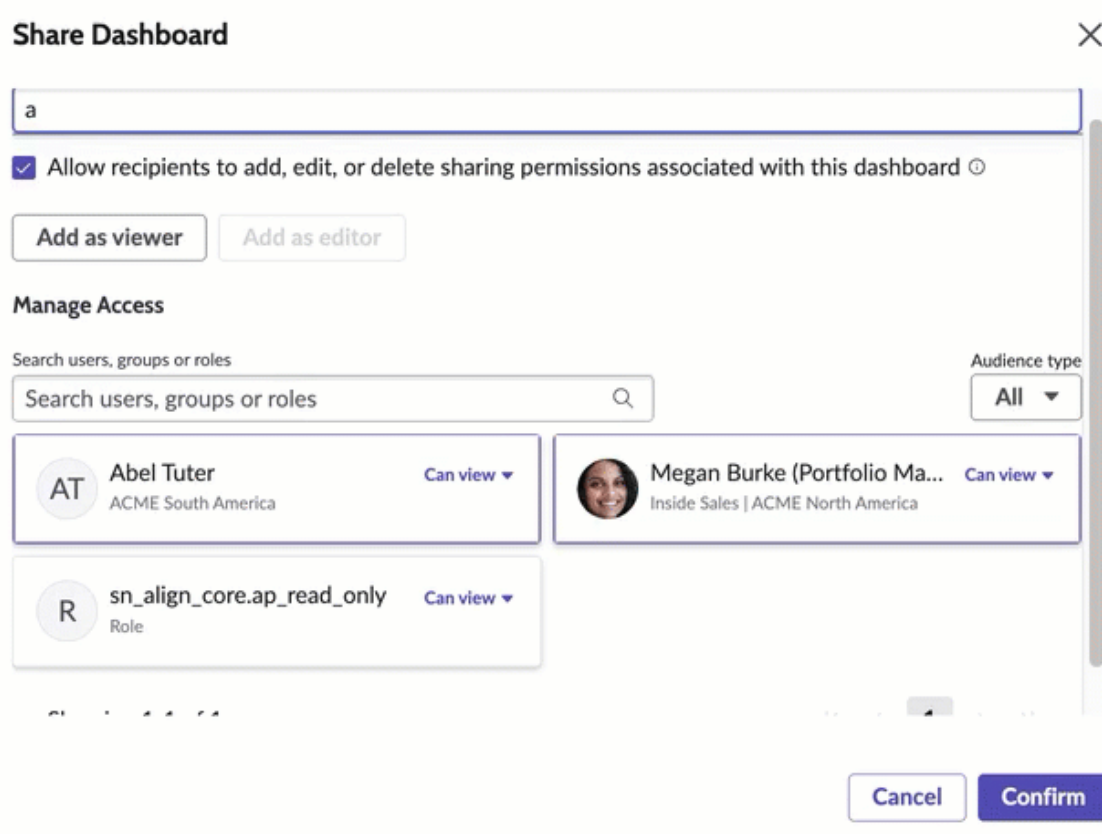 Share Dashboard
a
Allow recipients to add, edit, or delete sharing permissions associated with this dashboard
Add as viewer
Add as editor
Manage Access
Search users, groups or roles
Audience type
Search users, groups or roles
All
AT
Abel Tuter
Can view
ACME South America
Megan Burke (Portfolio Ma...
Can view
Inside Sales | ACME North America
R
sn_align_core.ap_read_only
Can view
Role
Cancel
Confirm